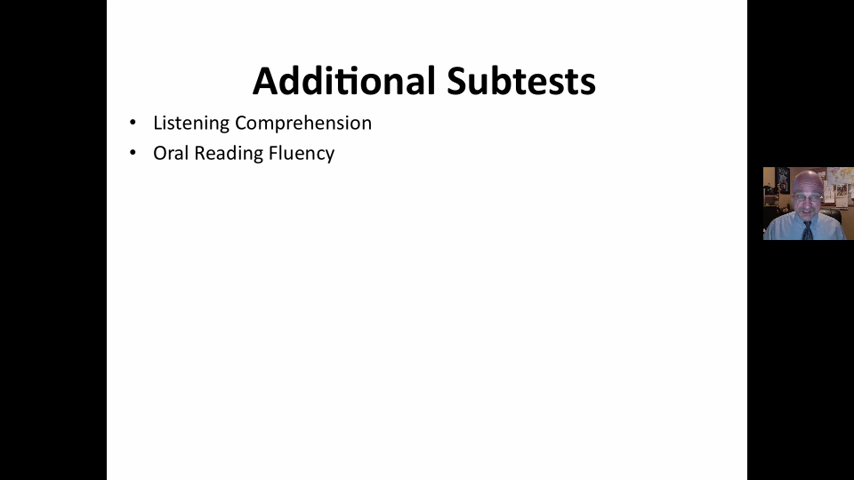 Additional Subtests
• Listening Comprehension
• Oral Reading Fluency